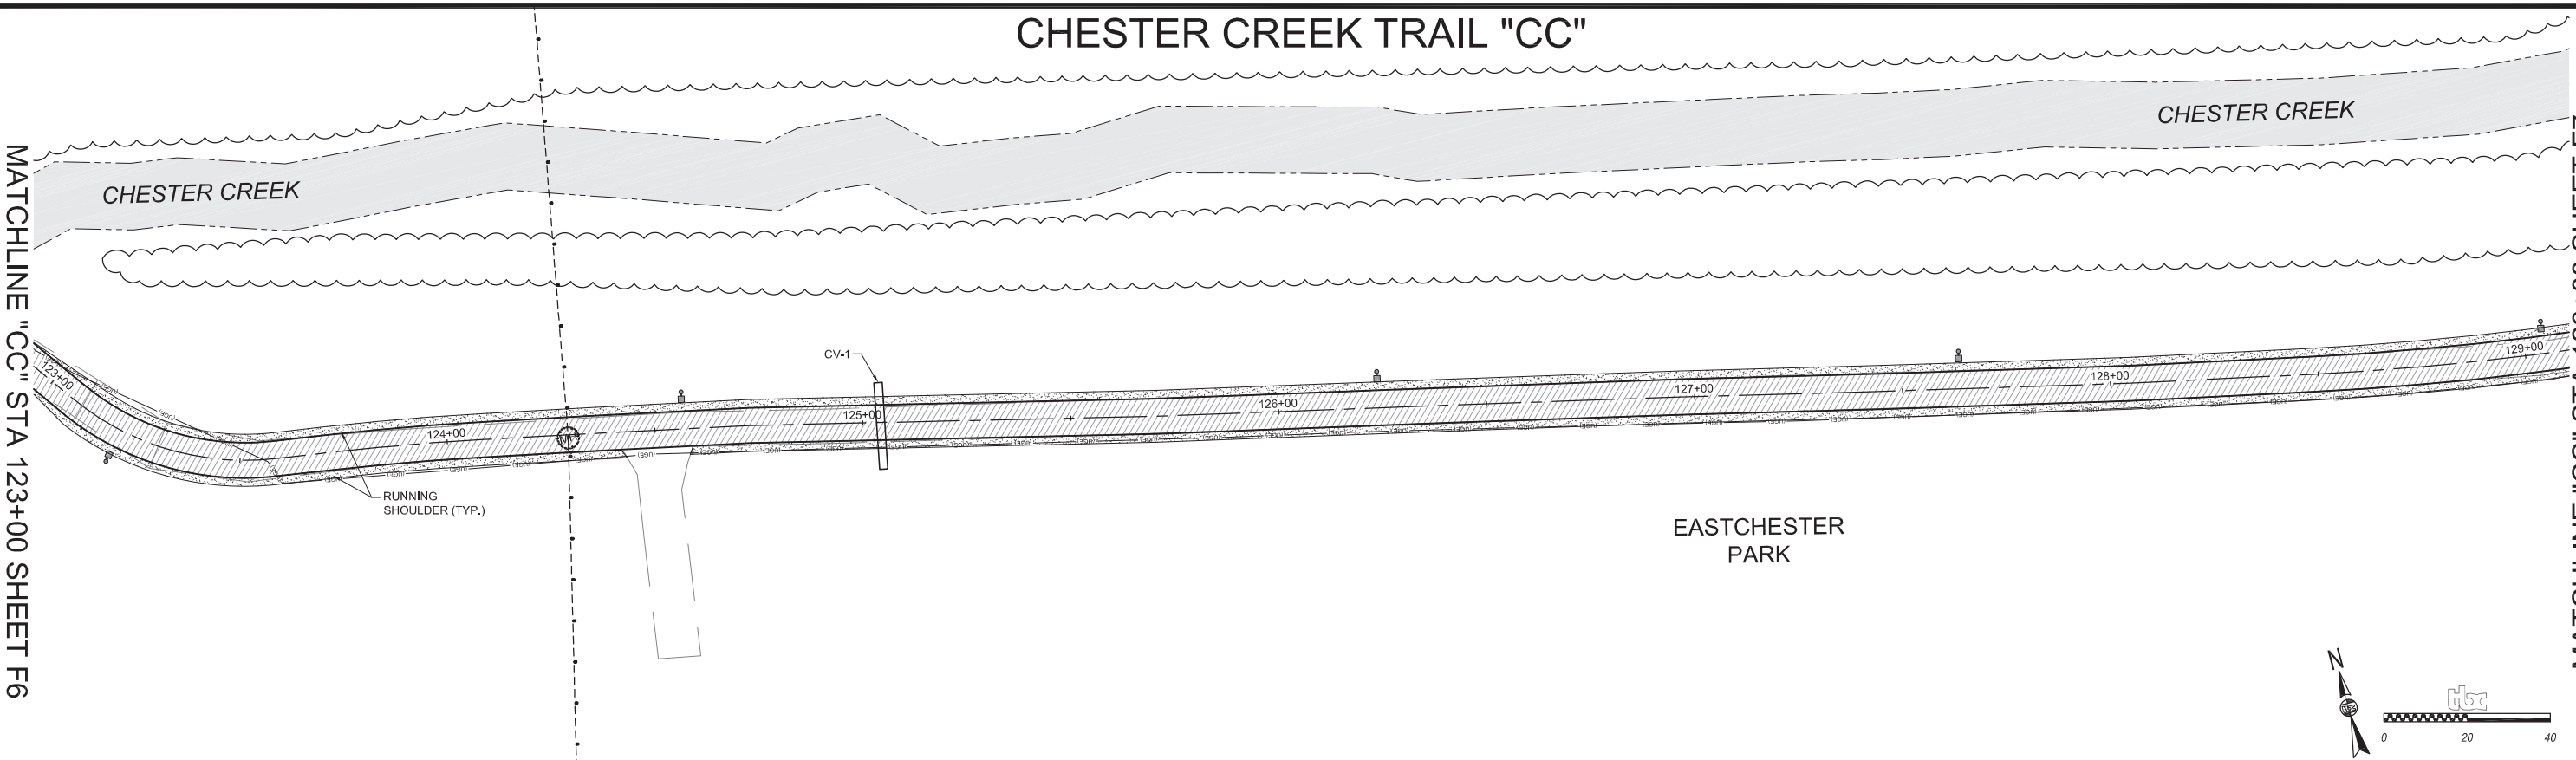 CHESTER CREEK TRAIL "CC"
CHESTER CREEK
CHESTER CREEK
MATCHLINE "CC" STA 123+00 SHEET F6
CV-1
123+00
124+00
125+00
126+00
127+00
128+00
129+00
RUNNING
SHOULDER (TYP.)
EASTCHESTER
PARK
N
tbc
0 20 40